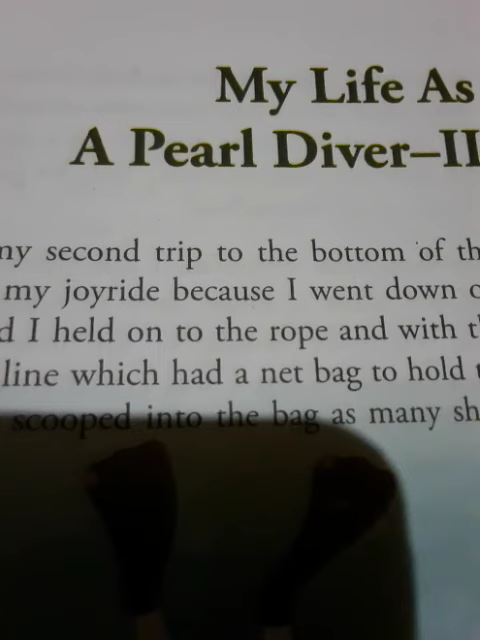 My Life As
A Pearl Diver–II
my second trip to the bottom of th
my joyride because I went down
d I held on to the rope and with t
line which had a net bag to hold
scooped into the bag as many sh